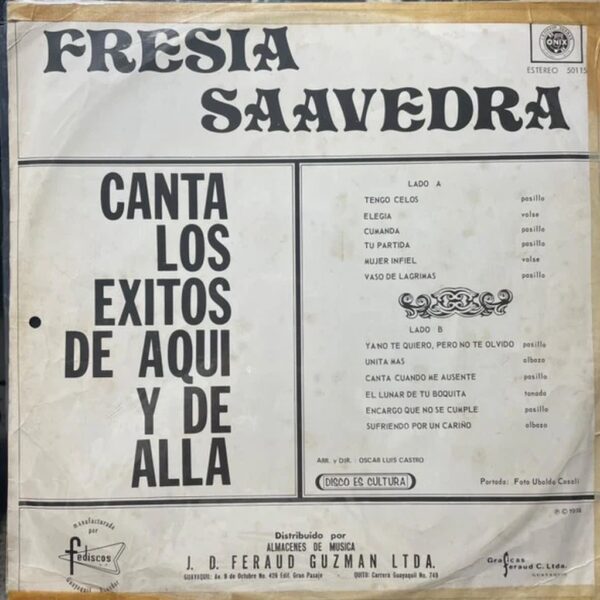 FRESIA
SAAVEDRA
ONIX
ESTEREO 50115
CANTA
LOS
EXITOS
DE AQUI
Y DE
ALLA
LADO A
TENGO CELOS pasillo
ELEGIA valse
CUMANDA pasillo
TU PARTIDA pasillo
MUJER INFIEL valse
VASO DE LAGRIMAS pasillo
LADO B
YA NO TE QUIERO, PERO NO TE OLVIDO pasillo
UNITA MAS albazo
CANTA CUANDO ME AUSENTE pasillo
EL LUNAR DE TU BOQUITA tonada
ENCARGO QUE NO SE CUMPLE pasillo
SUFRIENDO POR UN CARIÑO albazo
ARR. y DIR. : OSCAR LUIS CASTRO
DISCO ES CULTURA
Portada: Foto Ubaldo Casali
manufacturado por
fediscos
Guayaquil Ecuador
Distribuido por
ALMACENES DE MUSICA
J. D. FERAUD GUZMAN LTDA.
GUAYAQUIL: Av. 9 de Octubre No. 426 Edif. Gran Pasaje - QUITO: Carrera Guayaquil No. 749
Graficas
Feraud C. Ltda.